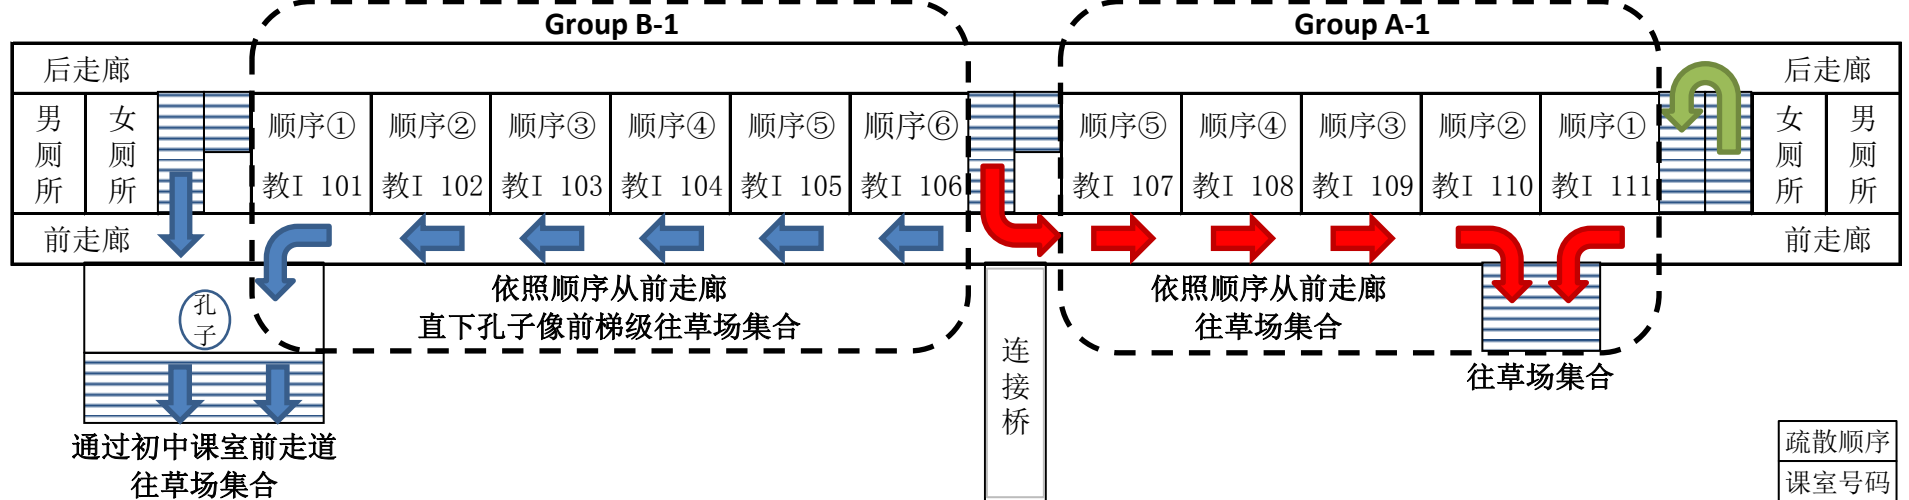 Group B-1
Group A-1
后走廊
后走廊
男厕所
女厕所
顺序①
教I 101
顺序②
教I 102
顺序③
教I 103
顺序④
教I 104
顺序⑤
教I 105
顺序⑥
教I 106
顺序⑤
教I 107
顺序④
教I 108
顺序③
教I 109
顺序②
教I 110
顺序①
教I 111
女厕所
男厕所
前走廊
前走廊
孔子
依照顺序从前走廊
直下孔子像前梯级往草场集合
依照顺序从前走廊
往草场集合
连接桥
往草场集合
通过初中课室前走道
往草场集合
疏散顺序
课室号码